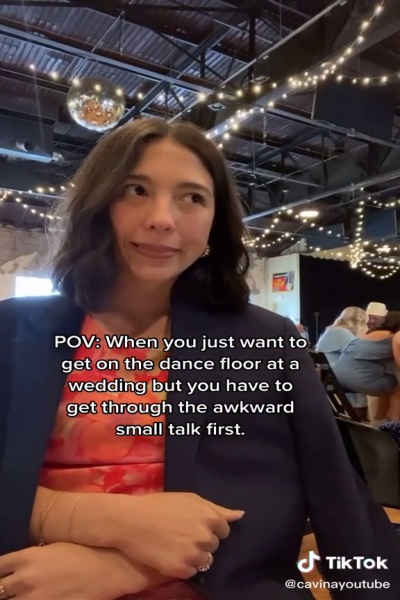 POV: When you just want to
get on the dance floor at a
wedding but you have to
get through the awkward
small talk first.
TikTok
@cavinayoutube